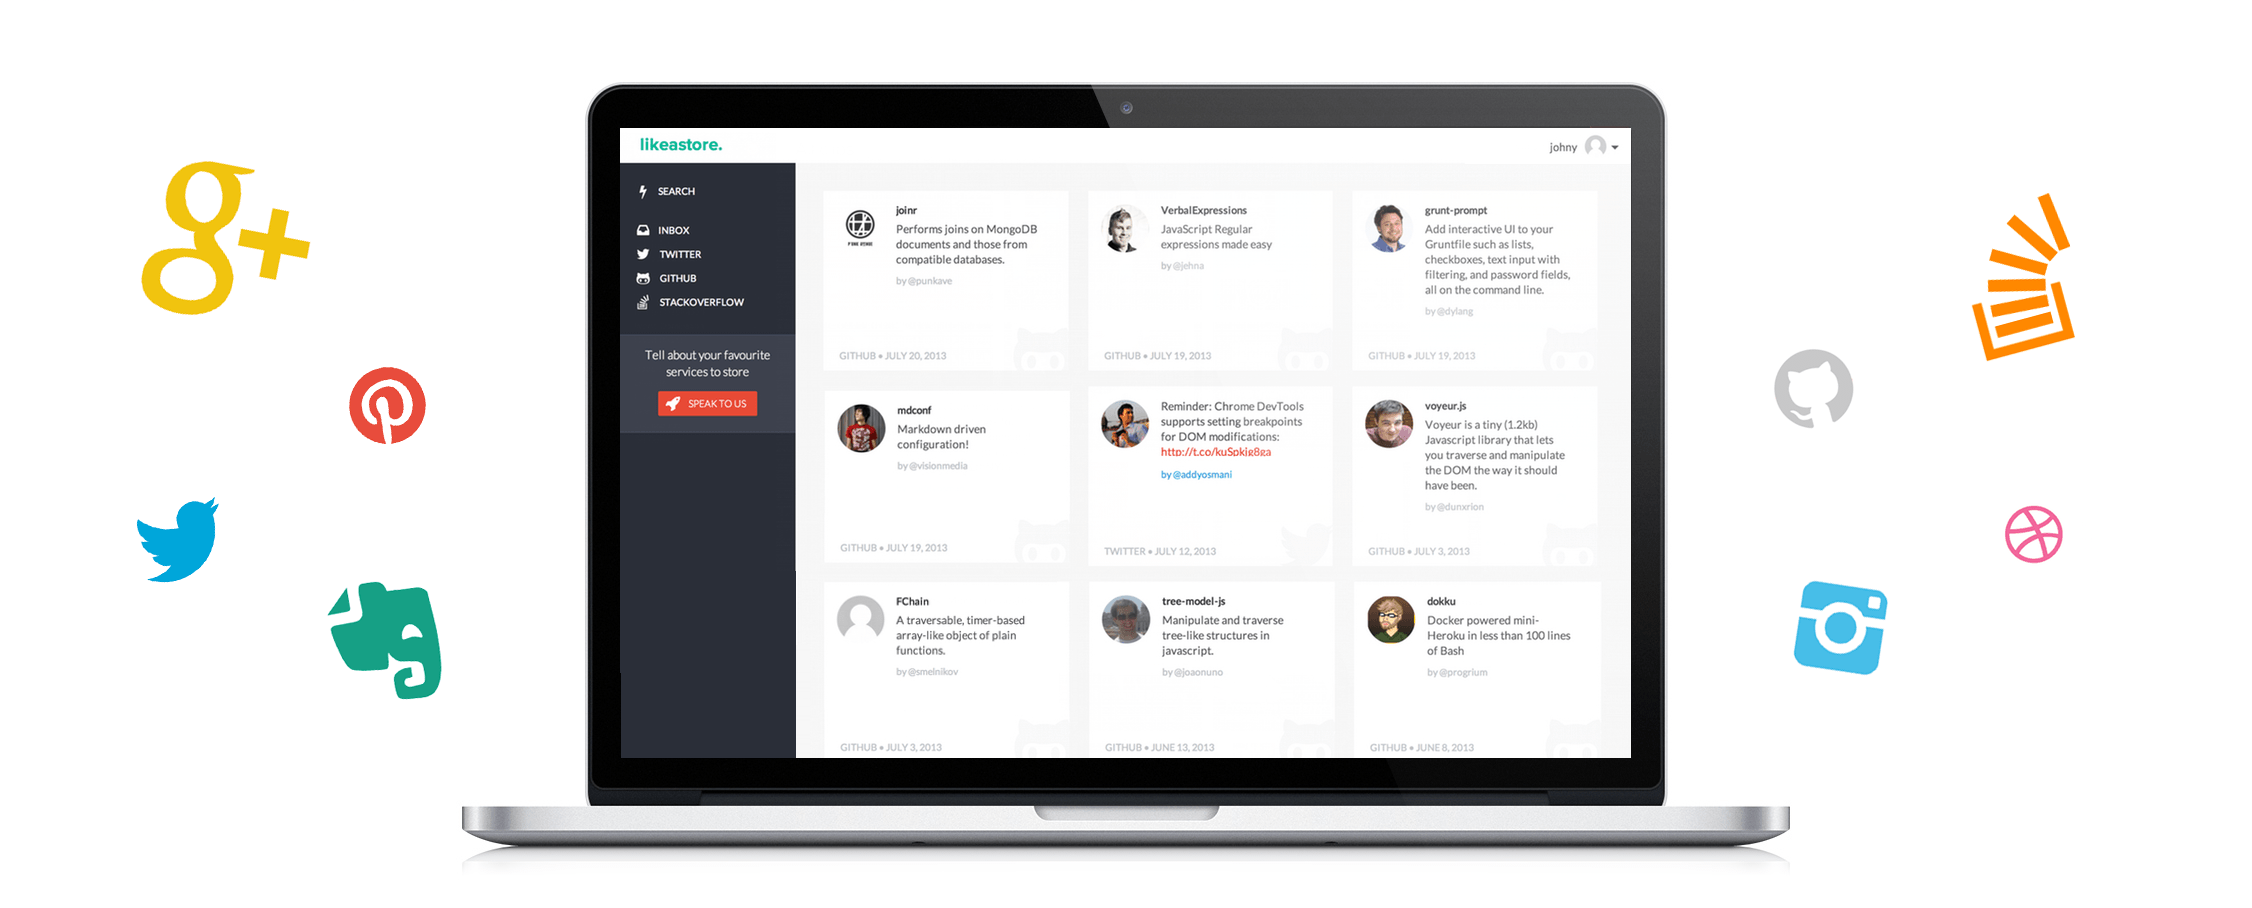 likeastore.
johny
SEARCH
INBOX
TWITTER
GITHUB
STACKOVERFLOW
Tell about your favourite
services to store
SPEAK TO US
joinr
Performs joins on MongoDB
documents and those from
compatible databases.
by @punkave
GITHUB • JULY 20, 2013
VerbalExpressions
JavaScript Regular
expressions made easy
by @jehna
GITHUB • JULY 19, 2013
grunt-prompt
Add interactive UI to your
Gruntfile such as lists,
checkboxes, text input with
filtering, and password fields,
all on the command line.
by @dylang
GITHUB • JULY 19, 2013
mdconf
Markdown driven
configuration!
by @visionmedia
GITHUB • JULY 19, 2013
Reminder: Chrome DevTools
supports setting breakpoints
for DOM modifications:
http://t.co/kuSpkjg8ga
by @addyosmani
TWITTER • JULY 12, 2013
voyeur.js
Voyeur is a tiny (1.2kb)
Javascript library that lets
you traverse and manipulate
the DOM the way it should
have been.
by @dunxrion
GITHUB • JULY 3, 2013
FChain
A traversable, timer-based
array-like object of plain
functions.
by @smelnikov
GITHUB • JULY 3, 2013
tree-model-js
Manipulate and traverse
tree-like structures in
javascript.
by @joaonuno
GITHUB • JUNE 13, 2013
dokku
Docker powered mini-
Heroku in less than 100 lines
of Bash
by @progrium
GITHUB • JUNE 8, 2013